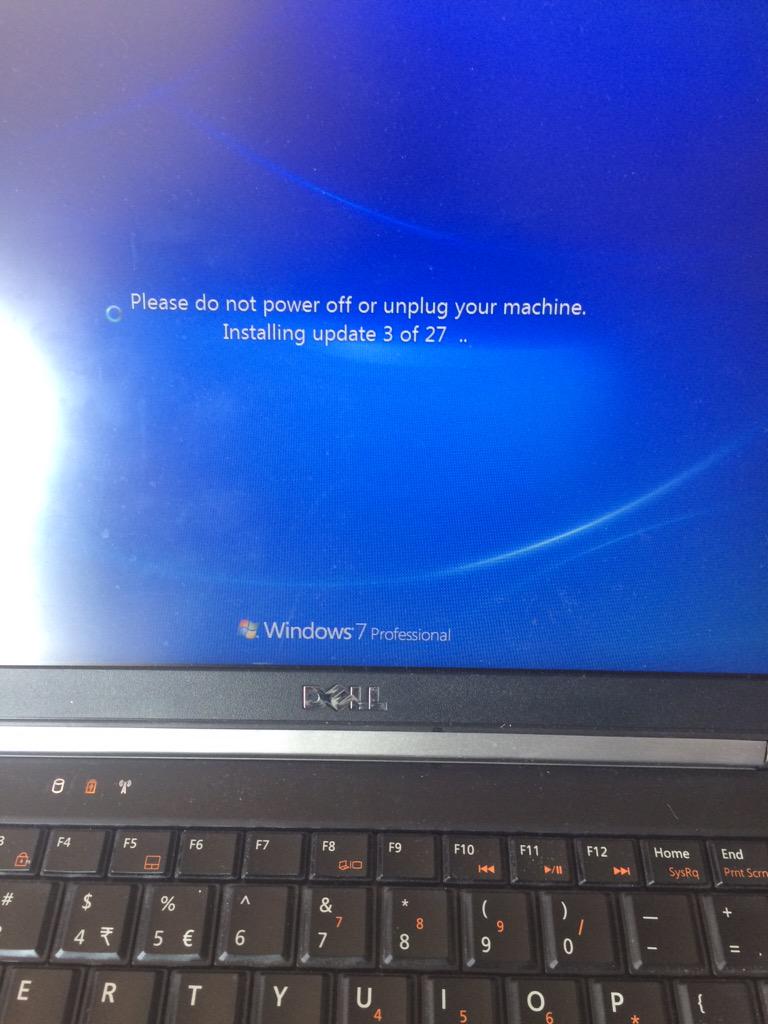 Please do not power off or unplug your machine.
Installing update 3 of 27 ..
Windows 7 Professional
DELL
F4 F5 F6 F7 F8 F9 F10 F11 F12 Home End
SysRq Prnt Scrn
# $ % ^ & 7 * 8 ( 9 ) / — +
4 ₹ 5 € 6 7 8 9 0 - =
E R T Y U I O P {
4 5 6 *